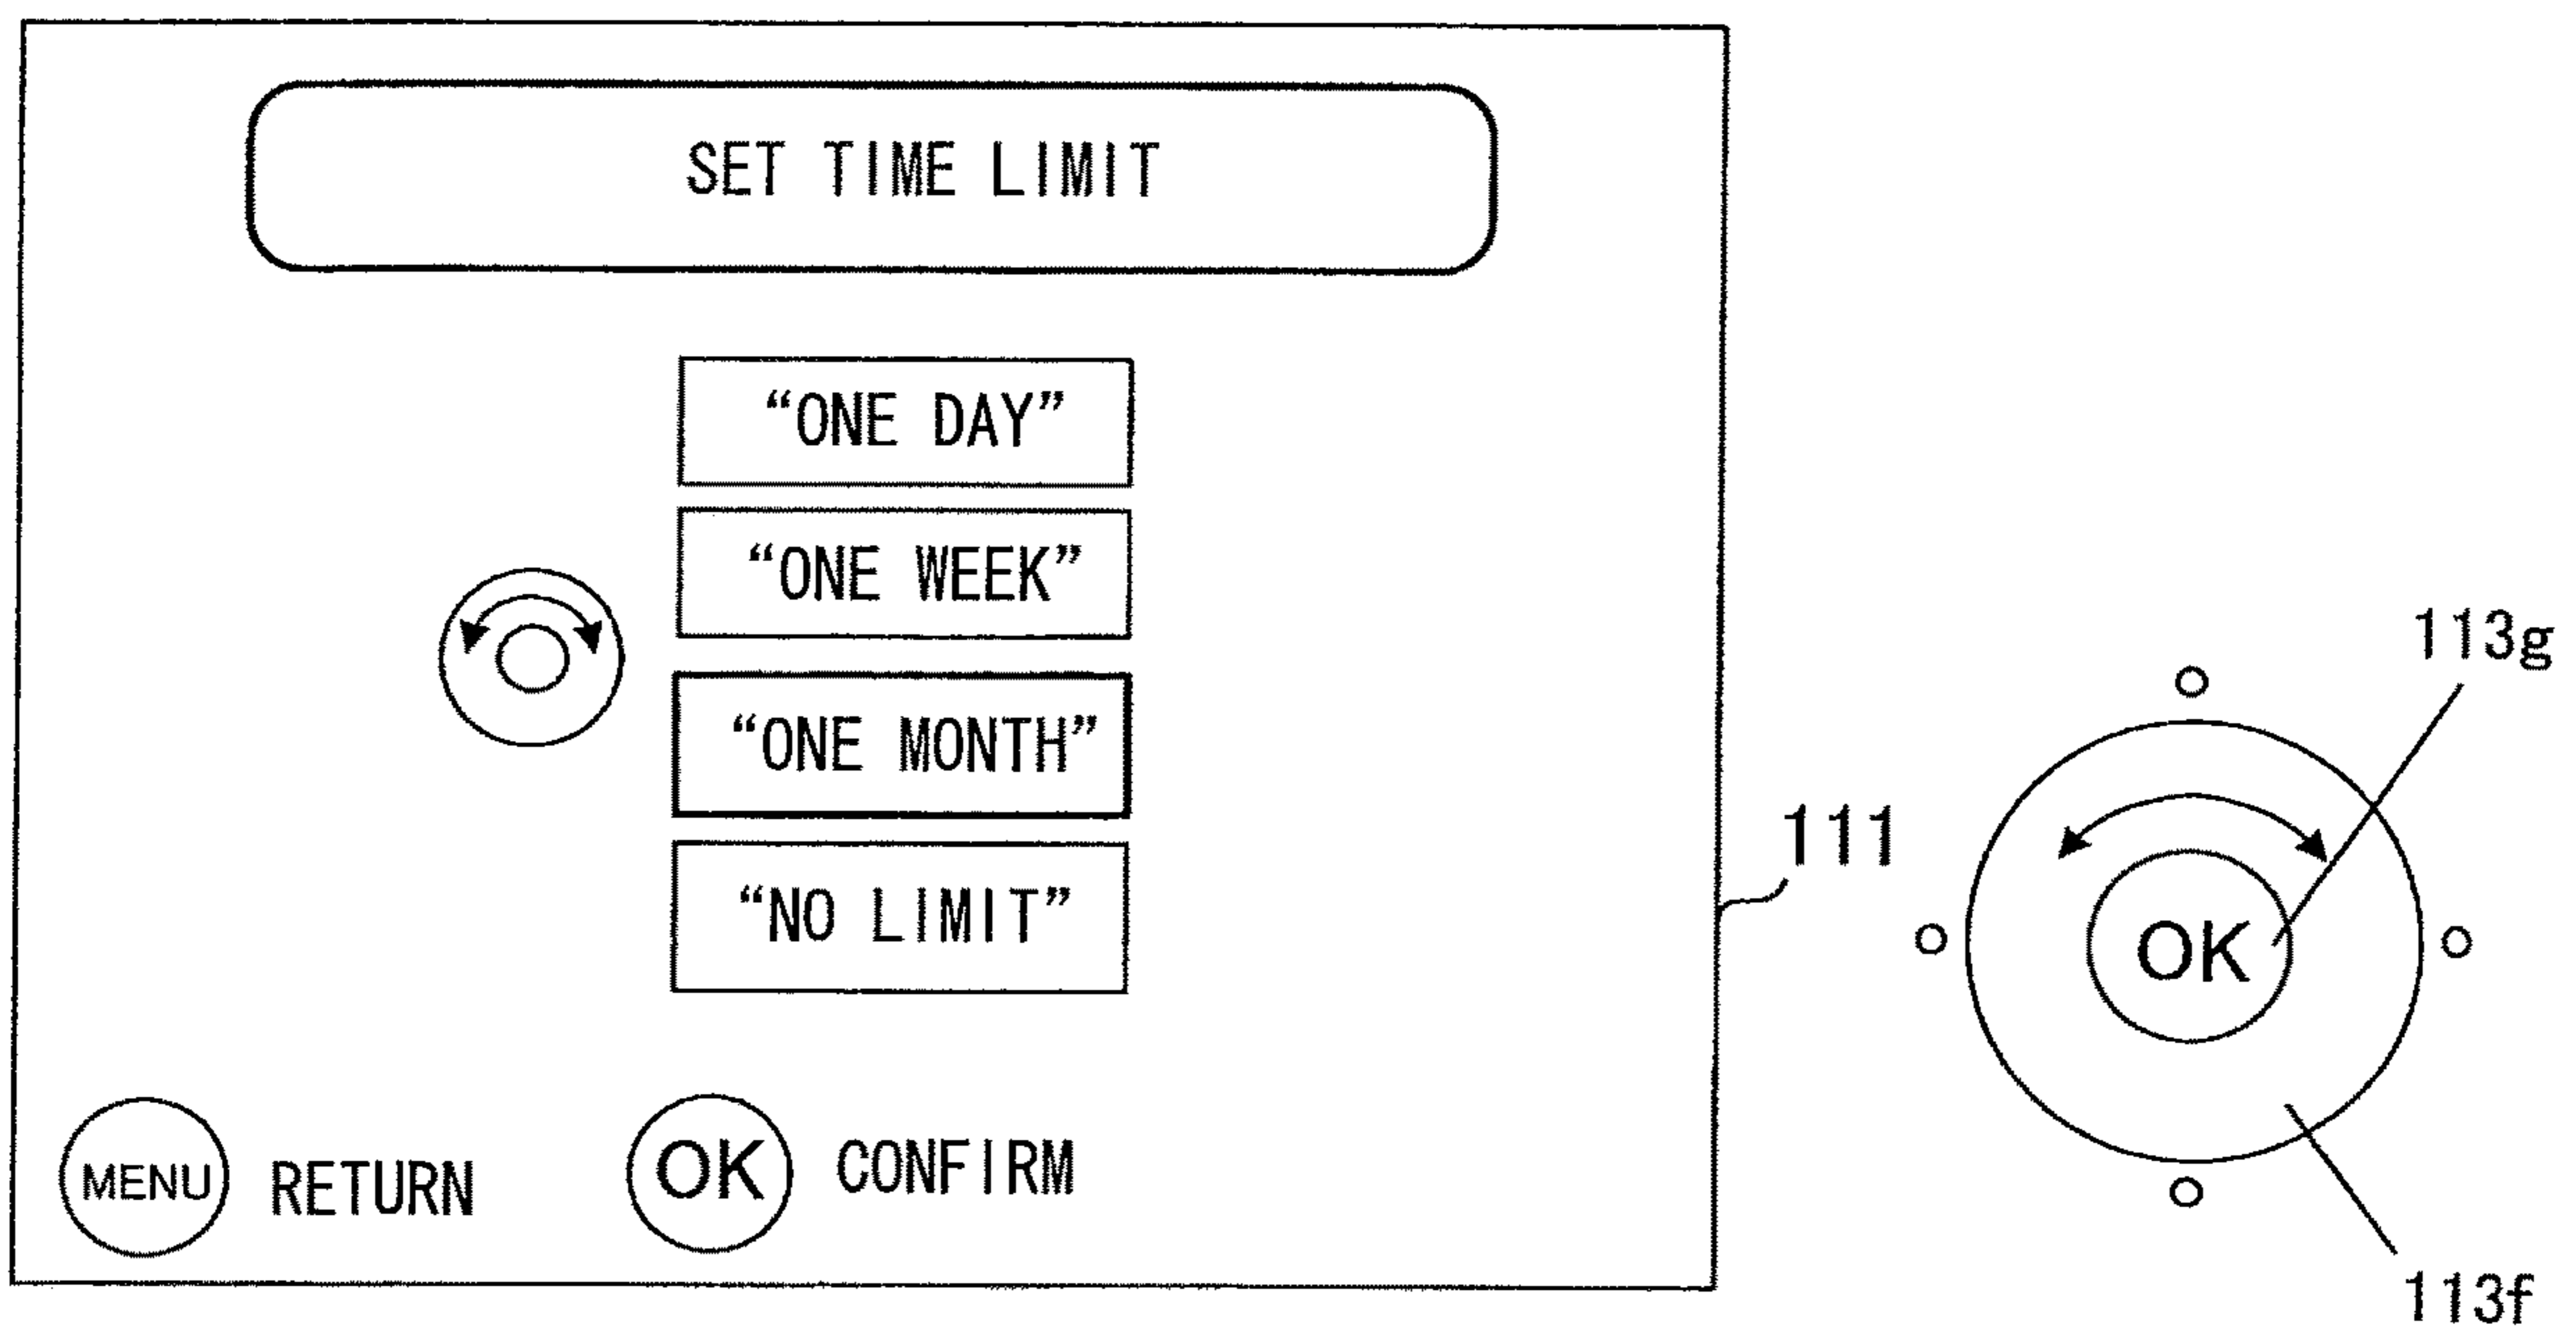 SET TIME LIMIT
“ONE DAY”
“ONE WEEK”
“ONE MONTH”
“NO LIMIT”
MENU RETURN OK CONFIRM
111
113g
OK
113f